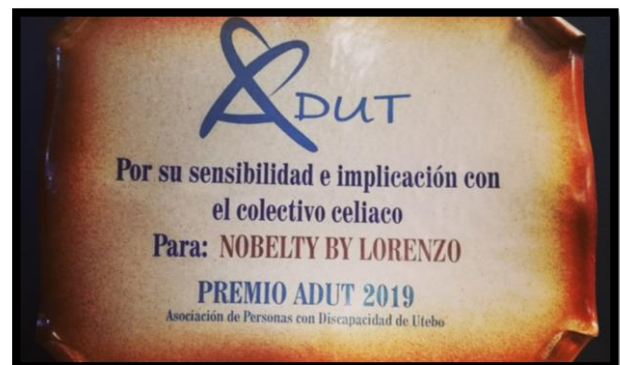 ADUT
Por su sensibilidad e implicación con
el colectivo celiaco
Para: NOBELTY BY LORENZO
PREMIO ADUT 2019
Asociación de Personas con Discapacidad de Utebo